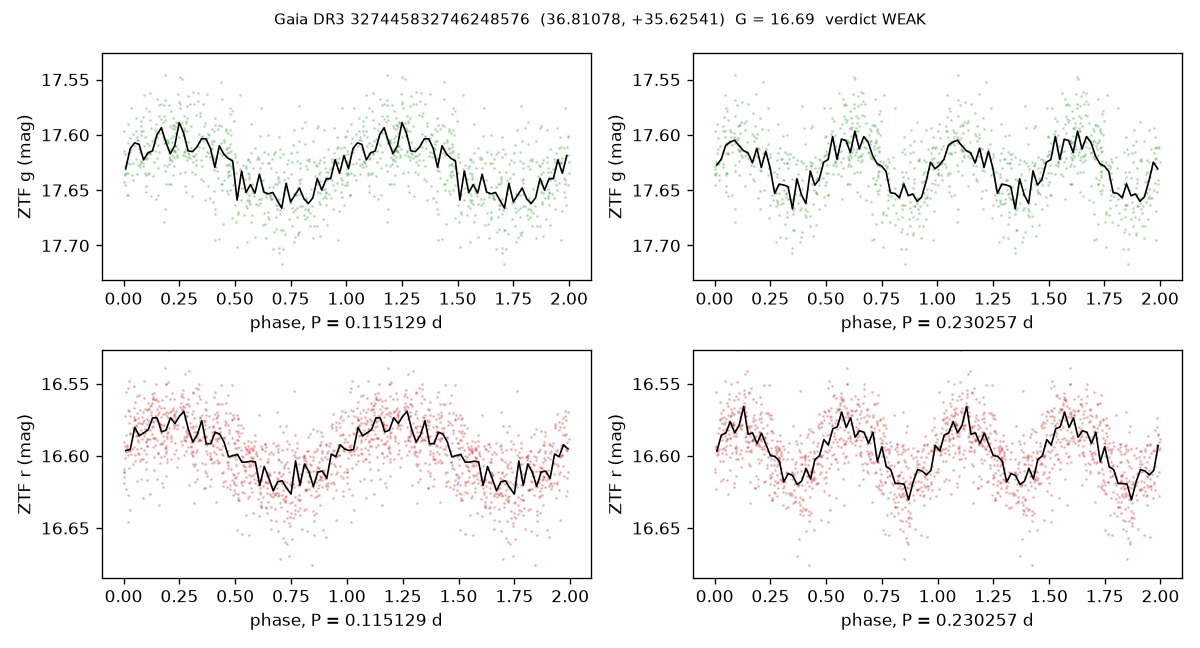 Gaia DR3 327445832746248576  (36.81078, +35.62541)  G = 16.69  verdict WEAK
ZTF g (mag)
17.55
17.60
17.65
17.70
0.00 0.25 0.50 0.75 1.00 1.25 1.50 1.75 2.00
phase, P = 0.115129 d
ZTF g (mag)
17.55
17.60
17.65
17.70
0.00 0.25 0.50 0.75 1.00 1.25 1.50 1.75 2.00
phase, P = 0.230257 d
ZTF r (mag)
16.55
16.60
16.65
0.00 0.25 0.50 0.75 1.00 1.25 1.50 1.75 2.00
phase, P = 0.115129 d
ZTF r (mag)
16.55
16.60
16.65
0.00 0.25 0.50 0.75 1.00 1.25 1.50 1.75 2.00
phase, P = 0.230257 d